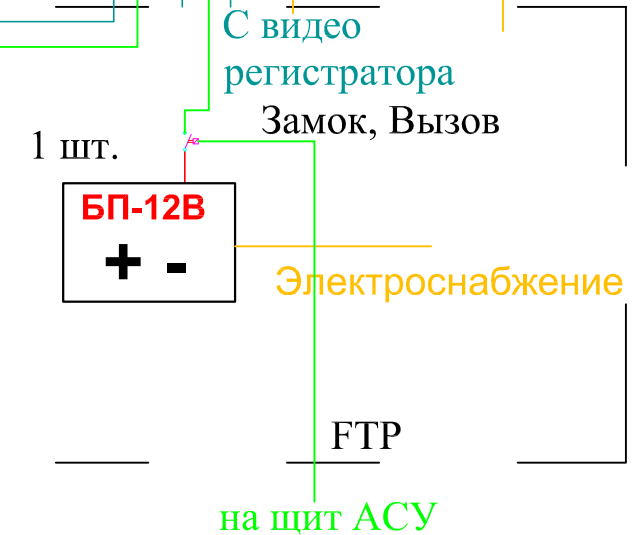 С видео
регистратора
Замок, Вызов
1 шт.
БП-12В
+ -
Электроснабжение
FTP
на щит АСУ